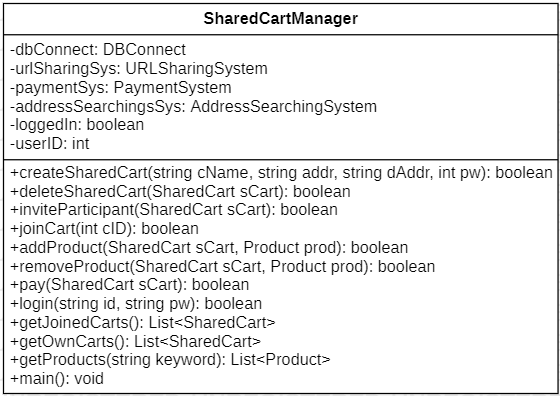 SharedCartManager
-dbConnect: DBConnect
-urlSharingSys: URLSharingSystem
-paymentSys: PaymentSystem
-addressSearchingsSys: AddressSearchingSystem
-loggedIn: boolean
-userID: int
+createSharedCart(string cName, string addr, string dAddr, int pw): boolean
+deleteSharedCart(SharedCart sCart): boolean
+inviteParticipant(SharedCart sCart): boolean
+joinCart(int cID): boolean
+addProduct(SharedCart sCart, Product prod): boolean
+removeProduct(SharedCart sCart, Product prod): boolean
+pay(SharedCart sCart): boolean
+login(string id, string pw): boolean
+getJoinedCarts(): List<SharedCart>
+getOwnCarts(): List<SharedCart>
+getProducts(string keyword): List<Product>
+main(): void